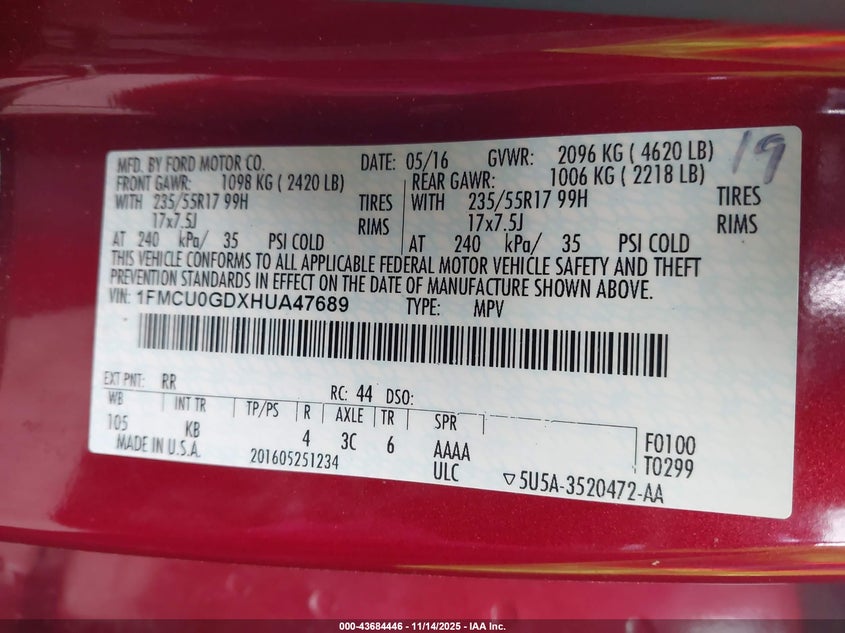 MFD. BY FORD MOTOR CO. DATE: 05/16 GVWR: 2096 KG ( 4620 LB) 19
FRONT GAWR: 1098 KG ( 2420 LB) REAR GAWR: 1006 KG ( 2218 LB)
WITH 235/55R17 99H TIRES WITH 235/55R17 99H TIRES
17x7.5J RIMS 17x7.5J RIMS
AT 240 kPa/ 35 PSI COLD AT 240 kPa/ 35 PSI COLD
THIS VEHICLE CONFORMS TO ALL APPLICABLE FEDERAL MOTOR VEHICLE SAFETY AND THEFT
PREVENTION STANDARDS IN EFFECT ON THE DATE OF MANUFACTURE SHOWN ABOVE.
VIN: 1FMCU0GDXHUA47689 TYPE: MPV
EXT PNT: RR RC: 44 DSO:
WB INT TR TP/PS R AXLE TR SPR
105 KB 4 3C 6 AAAA F0100
MADE IN U.S.A. 201605251234 ULC T0299
▽5U5A-3520472-AA
000-43684446 - 11/14/2025 - IAA Inc.